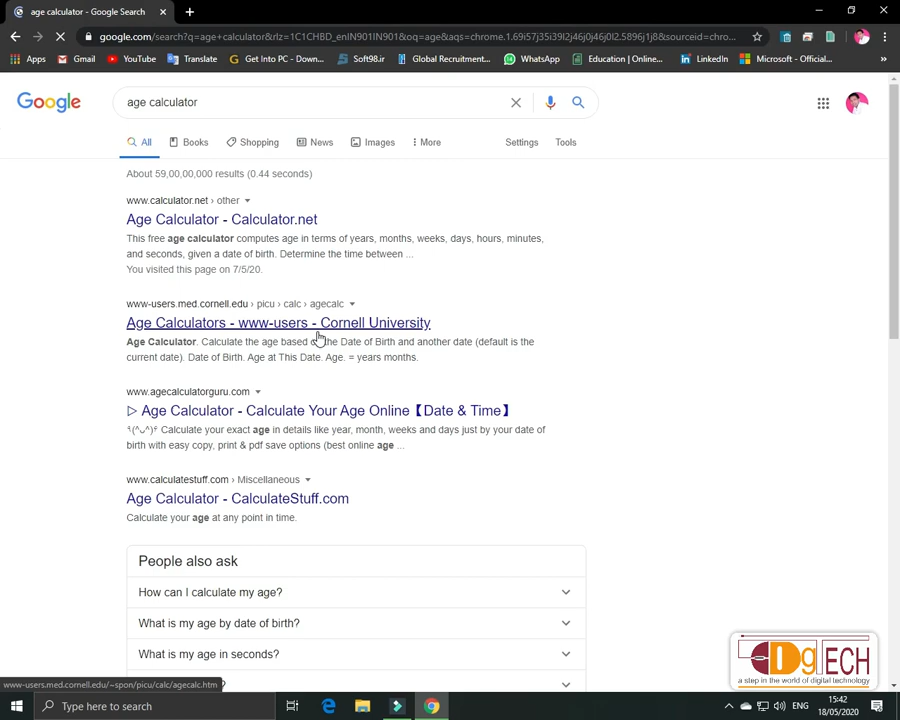 age calculator - Google Search
google.com/search?q=age+calculator&rlz=1C1CHBD_enIN901IN901&oq=age&aqs=chrome.1.69i57j35i39l2j46j0j46j0l2.5896j1j8&sourceid=chro...
Apps Gmail YouTube Translate Get Into PC - Down... Soft98.ir Global Recruitment... WhatsApp Education | Online... LinkedIn Microsoft - Official...
Google age calculator
All Books Shopping News Images More Settings Tools
About 59,00,00,000 results (0.44 seconds)
www.calculator.net › other
Age Calculator - Calculator.net
This free age calculator computes age in terms of years, months, weeks, days, hours, minutes,
and seconds, given a date of birth. Determine the time between ...
You visited this page on 7/5/20.
www-users.med.cornell.edu › picu › calc › agecalc
Age Calculators - www-users - Cornell University
Age Calculator. Calculate the age based the Date of Birth and another date (default is the
current date). Date of Birth. Age at This Date. Age. = years months.
www.agecalculatorguru.com
▷ Age Calculator - Calculate Your Age Online【Date & Time】
Calculate your exact age in details like year, month, weeks and days just by your date of
birth with easy copy, print & pdf save options (best online age ...
www.calculatestuff.com › Miscellaneous
Age Calculator - CalculateStuff.com
Calculate your age at any point in time.
People also ask
How can I calculate my age?
What is my age by date of birth?
What is my age in seconds?
www-users.med.cornell.edu/~spon/picu/calc/agecalc.htm
eDgTECH
a step in the world of digital technology
Type here to search
ENG
15:42
18/05/2020